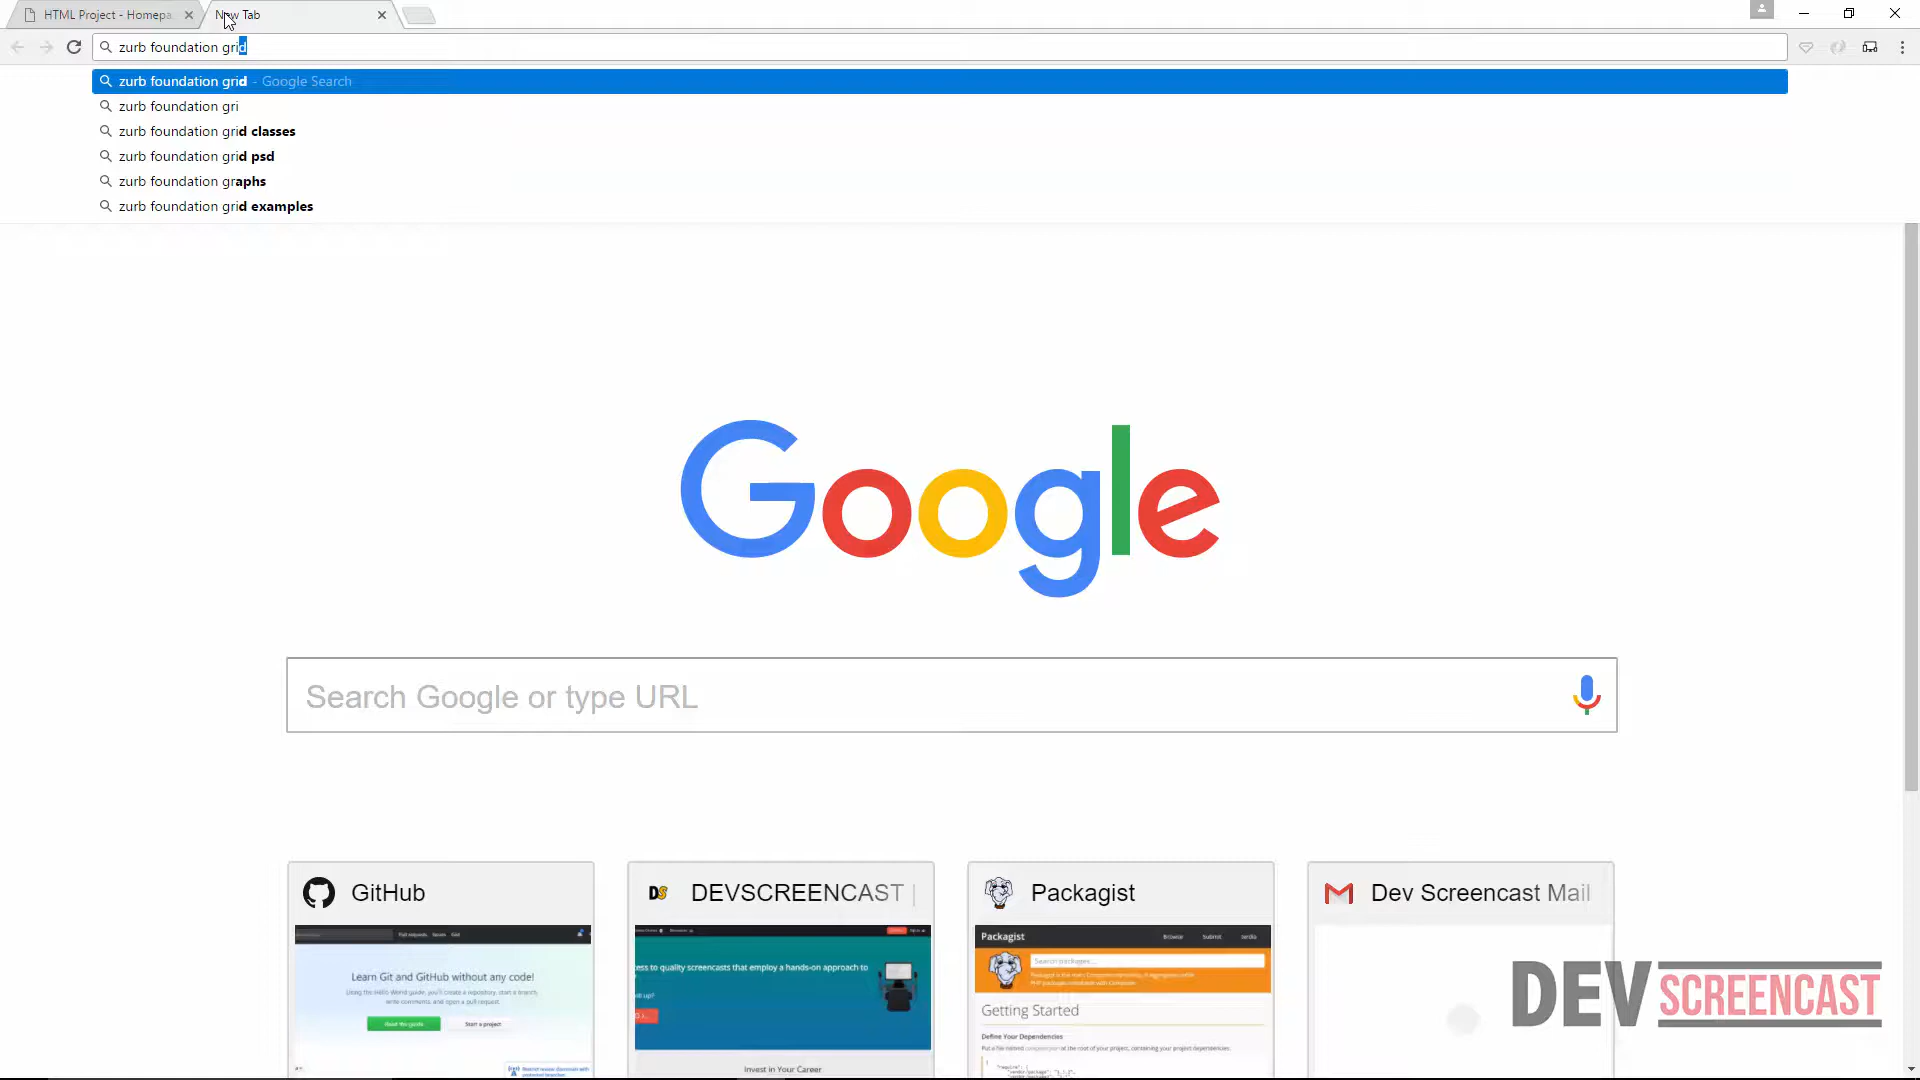 HTML Project - Homepa
New Tab
zurb foundation grid
zurb foundation grid - Google Search
zurb foundation gri
zurb foundation grid classes
zurb foundation grid psd
zurb foundation graphs
zurb foundation grid examples
Google
Search Google or type URL
GitHub
DS DEVSCREENCAST |
Packagist
Dev Screencast Mail
Learn Git and GitHub without any code!
Using the Hello World guide, you'll create a repository, start a branch,
write comments, and open a pull request.
Read the guide
Start a project
ess to quality screencasts that employ a hands-on approach to
ill up?
Invest in Your Career
Packagist
Browse
Submit
Search packages...
Getting Started
Define Your Dependencies
Put a file named composer.json at the root of your project, containing your project dependencies:
DEVSCREENCAST